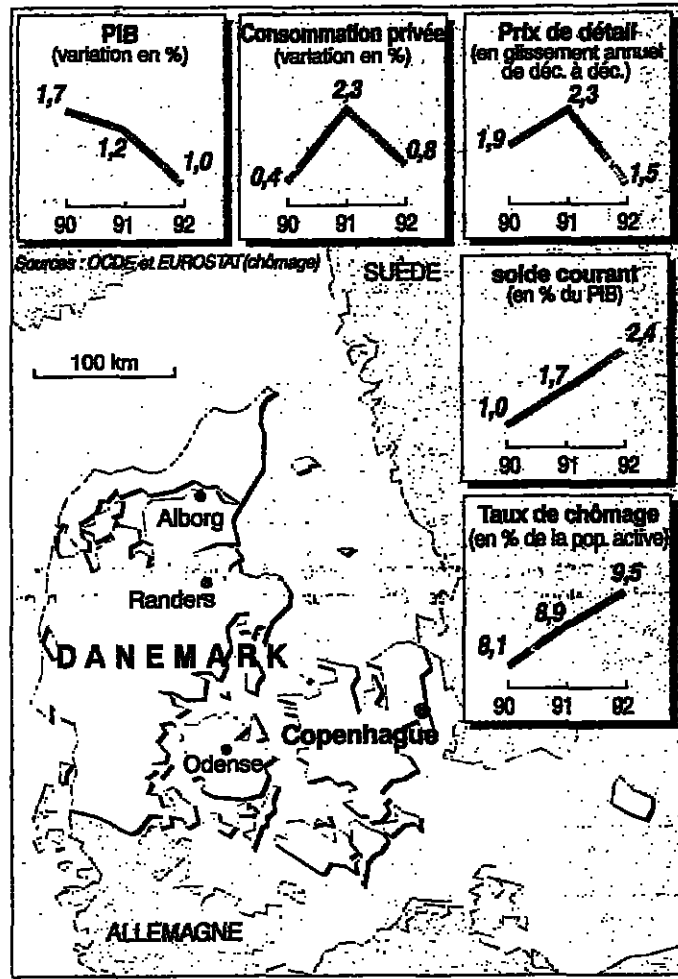 PIB
(variation en %)
1,7
1,2
1,0
90 91 92
Consommation privée
(variation en %)
0,4
2,3
0,8
90 91 92
Prix de détail
(en glissement annuel
de déc. à déc.)
1,9
2,3
1,5
90 91 92
Sources : OCDE et EUROSTAT (chômage)
SUÈDE
solde courant
(en % du PIB)
1,0
1,7
2,4
90 91 92
100 km
Taux de chômage
(en % de la pop. active)
8,1
8,9
9,5
90 91 92
Alborg
Randers
DANEMARK
Copenhague
Odense
ALLEMAGNE